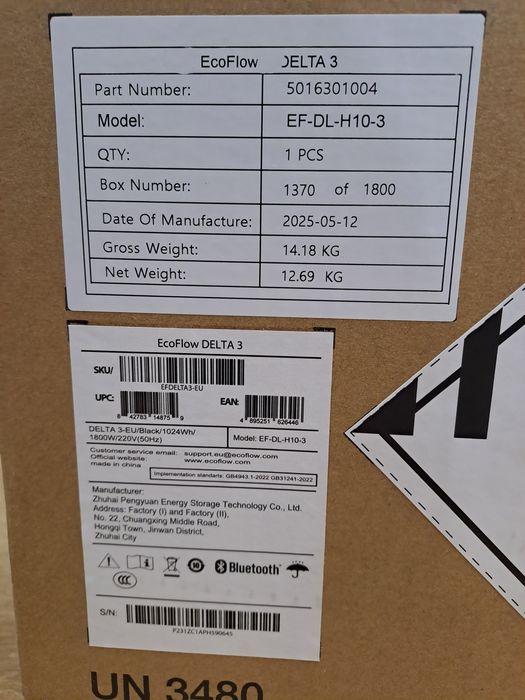 EcoFlow DELTA 3
Part Number: 5016301004
Model: EF-DL-H10-3
QTY: 1 PCS
Box Number: 1370 of 1800
Date Of Manufacture: 2025-05-12
Gross Weight: 14.18 KG
Net Weight: 12.69 KG
EcoFlow DELTA 3
SKU/
EFDELTA3-EU
UPC: EAN:
8 42783 14875 9
4 895251 626446
DELTA 3-EU/Black/1024Wh/
1800W/220V(50Hz)
Model: EF-DL-H10-3
Customer service email: support.eu@ecoflow.com
Official website: www.ecoflow.com
made in china
Implementation standarts: GB4943.1-2022 GB31241-2022
Manufacturer:
Zhuhai Pengyuan Energy Storage Technology Co., Ltd.
Address: Factory (I) and Factory (II),
No. 22, Chuangxing Middle Road,
Hongqi Town, Jinwan District,
Zhuhai City
10 Bluetooth
CCC
S/N:
P231ZC1APH590645
UN 3480